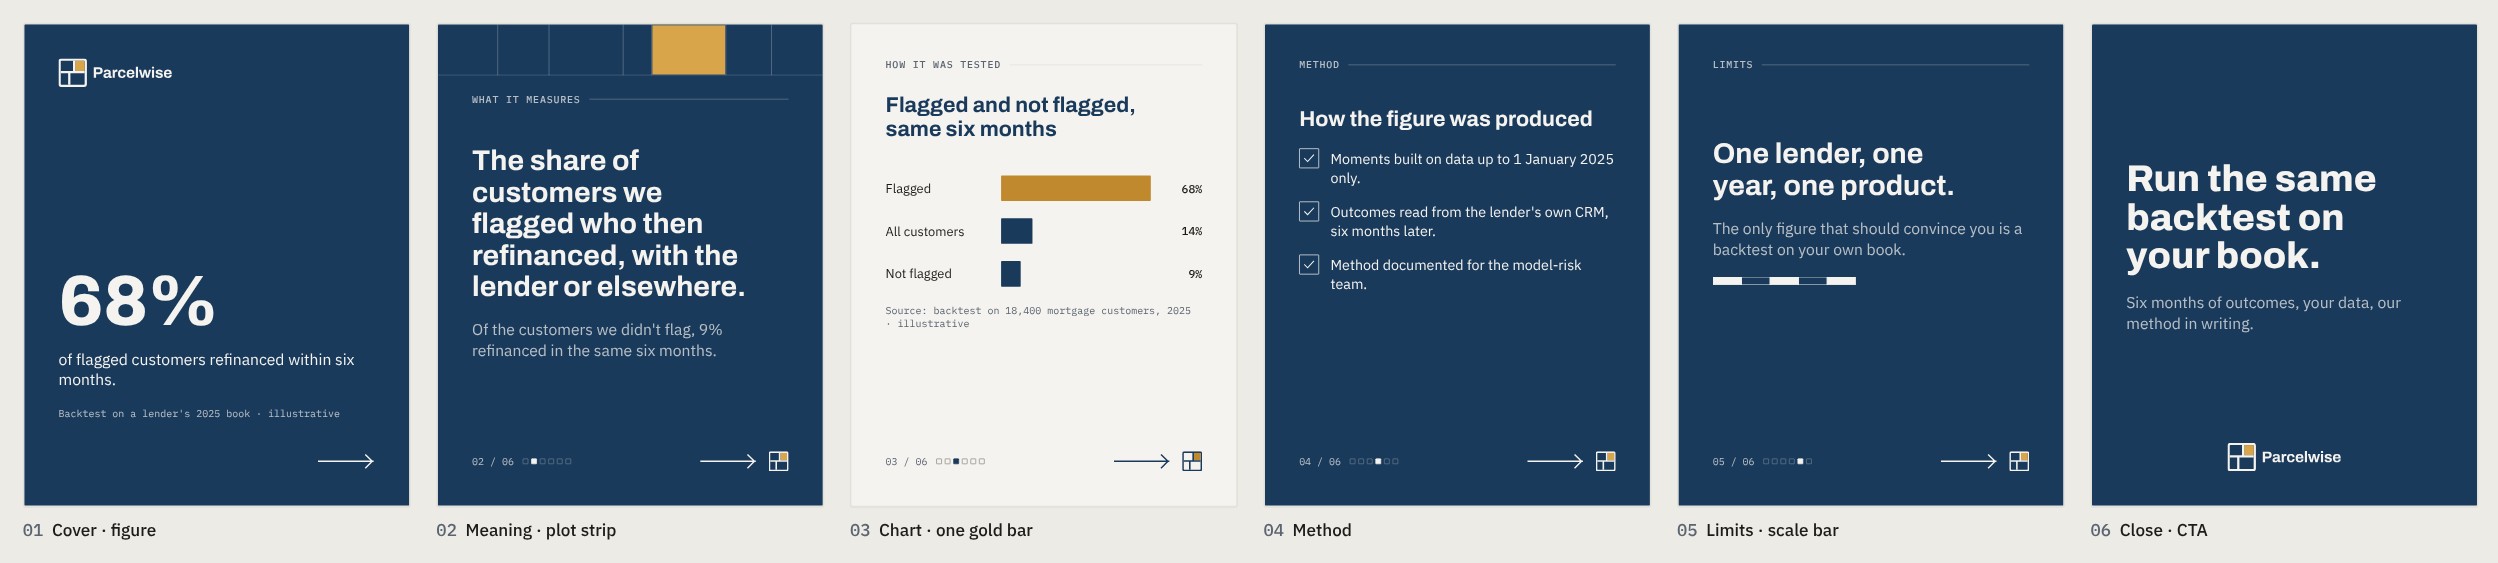 Parcelwise
68%
of flagged customers refinanced within six
months.
Backtest on a lender's 2025 book · illustrative
01 Cover · figure
WHAT IT MEASURES
The share of
customers we
flagged who then
refinanced, with the
lender or elsewhere.
Of the customers we didn't flag, 9%
refinanced in the same six months.
02 / 06
02 Meaning · plot strip
HOW IT WAS TESTED
Flagged and not flagged,
same six months
Flagged 68%
All customers 14%
Not flagged 9%
Source: backtest on 18,400 mortgage customers, 2025
· illustrative
03 / 06
03 Chart · one gold bar
METHOD
How the figure was produced
Moments built on data up to 1 January 2025
only.
Outcomes read from the lender's own CRM,
six months later.
Method documented for the model-risk
team.
04 / 06
04 Method
LIMITS
One lender, one
year, one product.
The only figure that should convince you is a
backtest on your own book.
05 / 06
05 Limits · scale bar
Run the same
backtest on
your book.
Six months of outcomes, your data, our
method in writing.
Parcelwise
06 Close · CTA